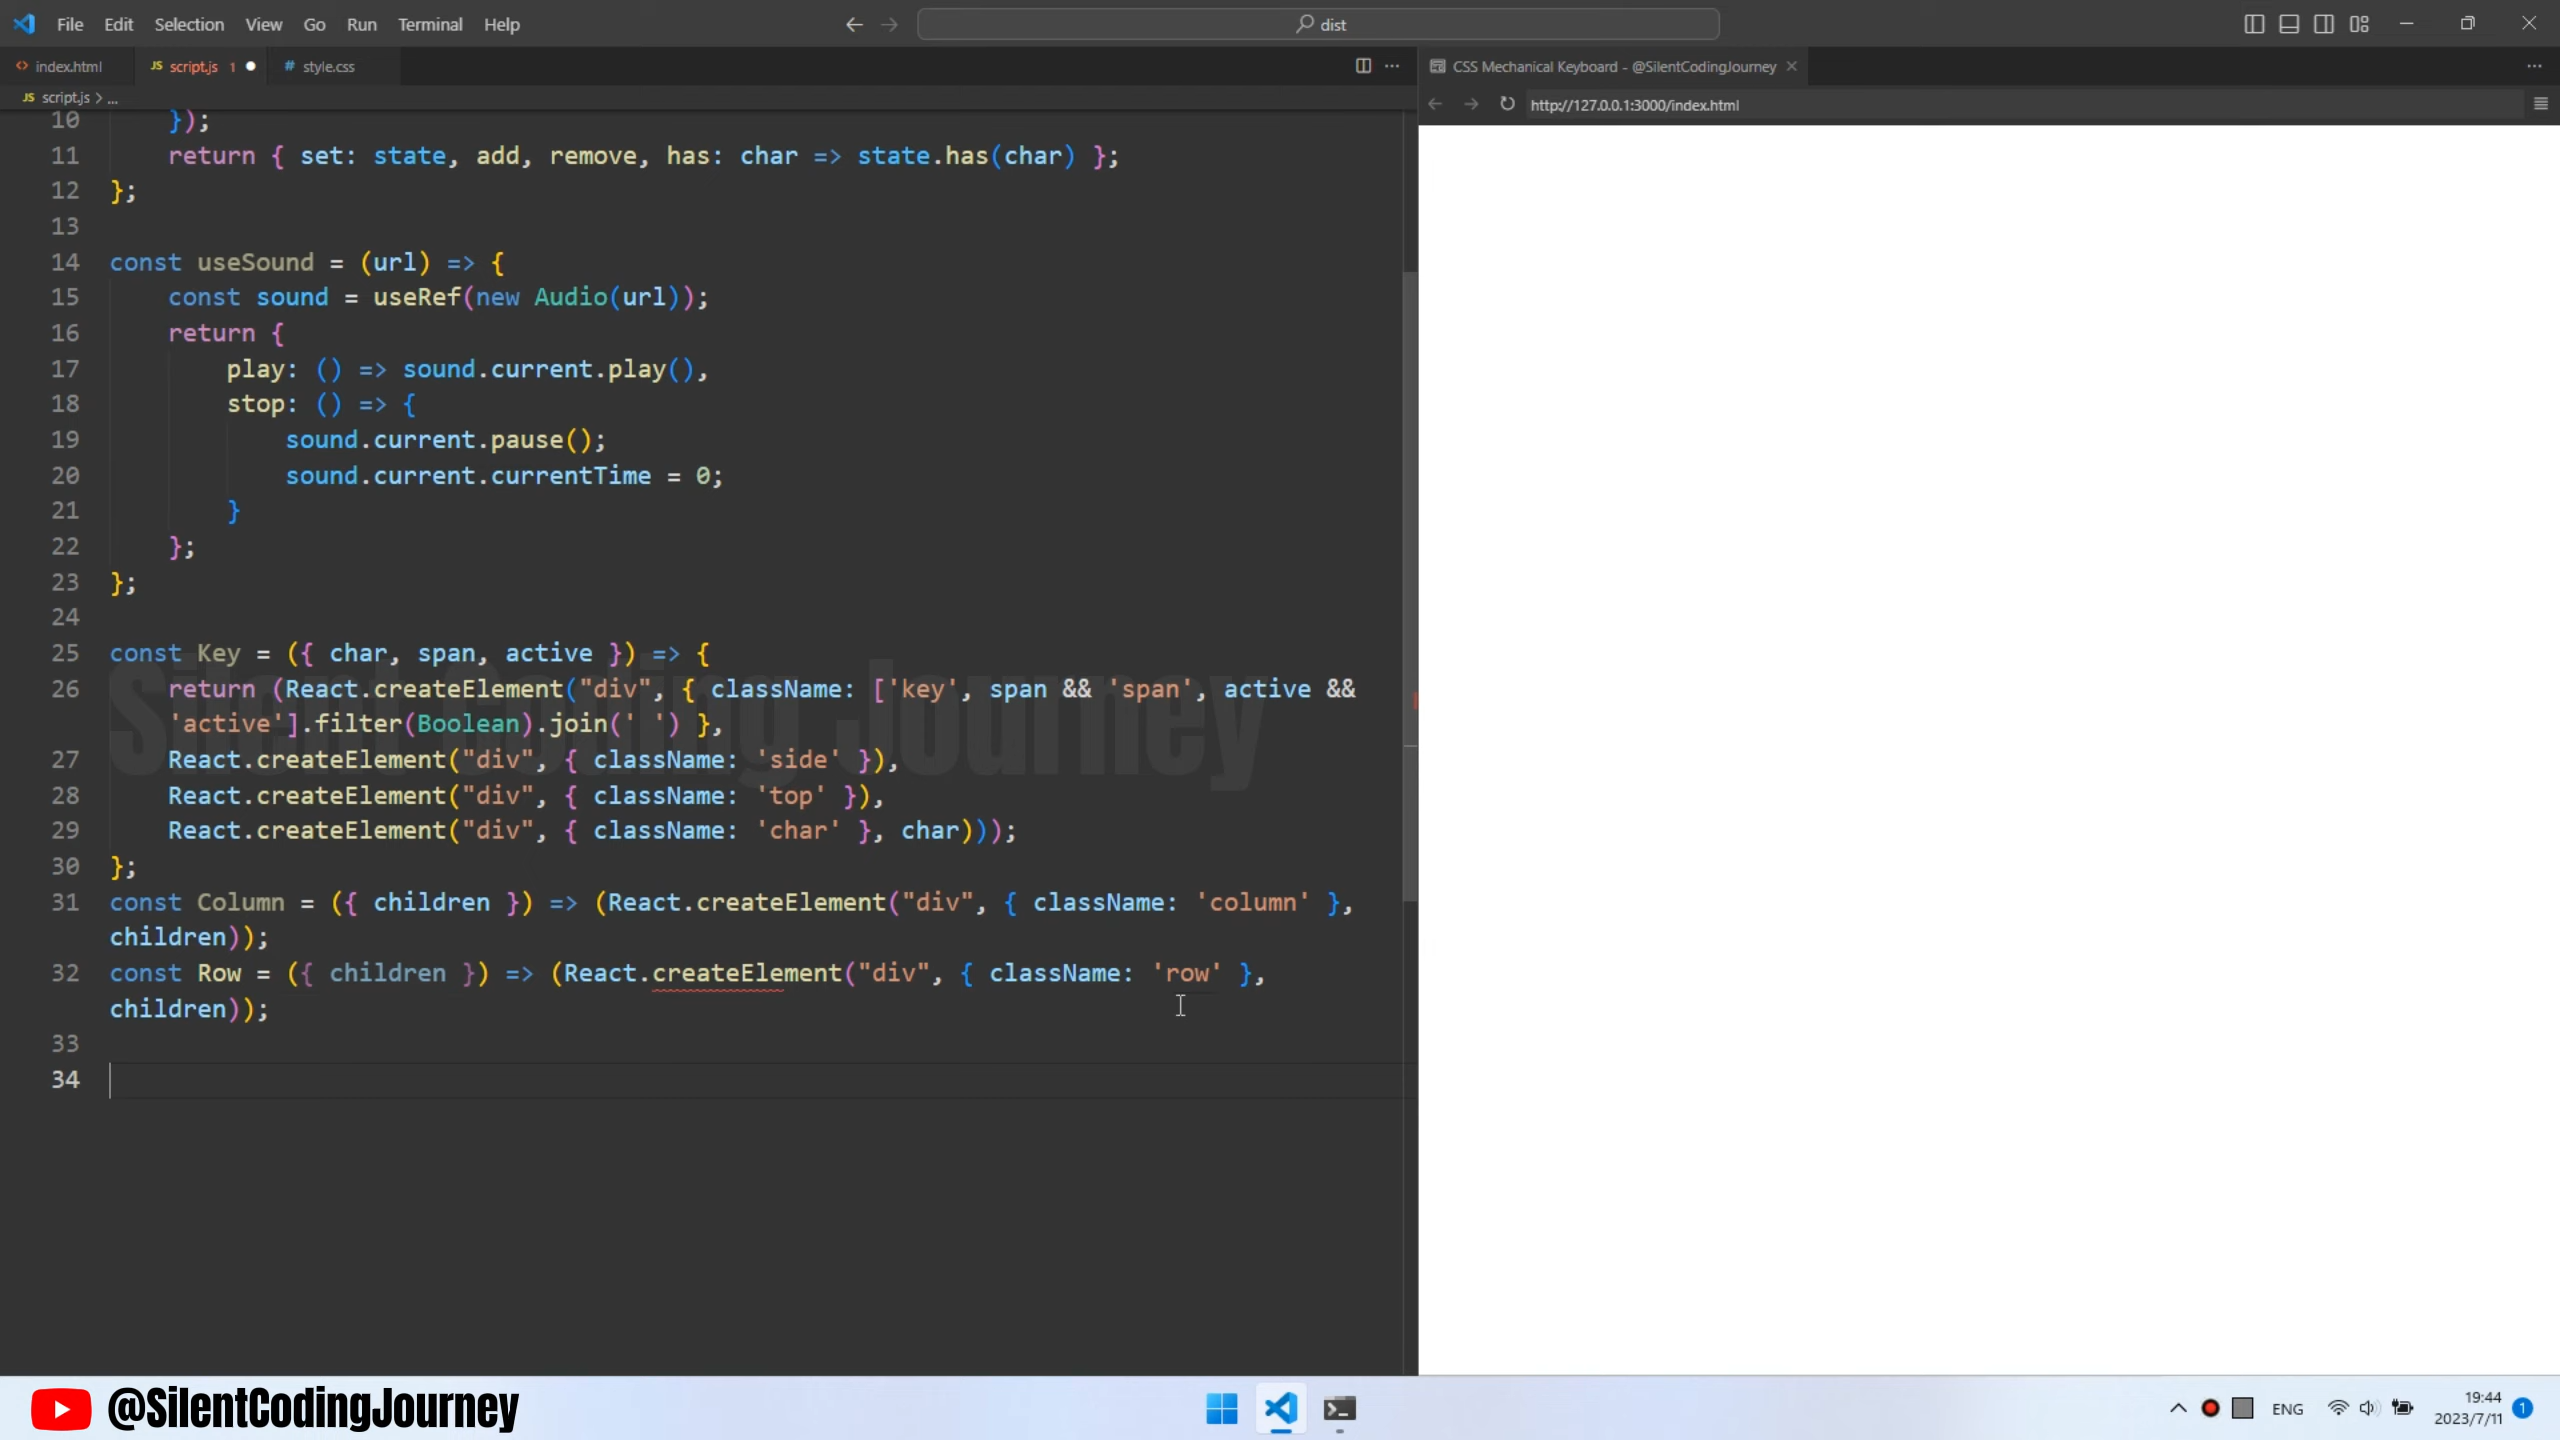 File Edit Selection View Go Run Terminal Help
dist
index.html
JS script.js 1
# style.css
CSS Mechanical Keyboard - @SilentCodingJourney
JS script.js > ...
http://127.0.0.1:3000/index.html
10 });
11 return { set: state, add, remove, has: char => state.has(char) };
12 };
13
14 const useSound = (url) => {
15 const sound = useRef(new Audio(url));
16 return {
17 play: () => sound.current.play(),
18 stop: () => {
19 sound.current.pause();
20 sound.current.currentTime = 0;
21 }
22 };
23 };
24
25 const Key = ({ char, span, active }) => {
26 return (React.createElement("div", { className: ['key', span && 'span', active &&
'active'].filter(Boolean).join(' ') },
27 React.createElement("div", { className: 'side' }),
28 React.createElement("div", { className: 'top' }),
29 React.createElement("div", { className: 'char' }, char)));
30 };
31 const Column = ({ children }) => (React.createElement("div", { className: 'column' },
children));
32 const Row = ({ children }) => (React.createElement("div", { className: 'row' },
children));
33
34
Silent Coding Journey
@SilentCodingJourney
ENG
19:44
2023/7/11
1